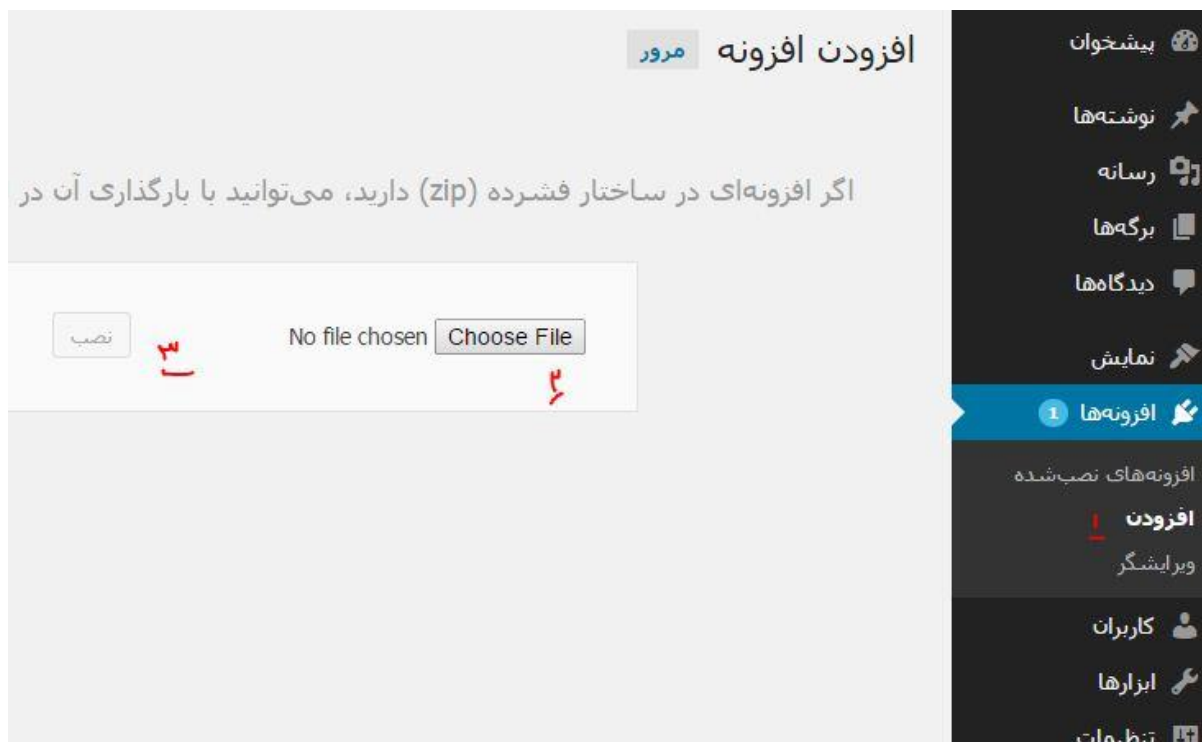 پیشخوان
نوشته‌ها
رسانه
برگه‌ها
دیدگاه‌ها
نمایش
افزونه‌ها 1
افزونه‌های نصب‌شده
افزودن ۱
ویرایشگر
کاربران
ابزارها
تنظیمات
افزودن افزونه مرور
اگر افزونه‌ای در ساختار فشرده (zip) دارید، می‌توانید با بارگذاری آن در
Choose File No file chosen نصب
۲
۳